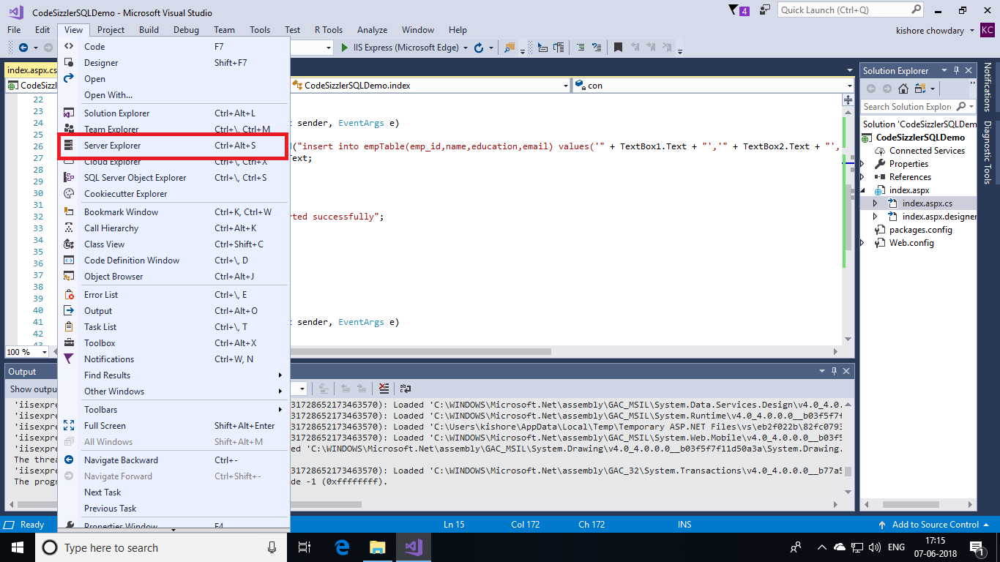 CodeSizzlerSQLDemo - Microsoft Visual Studio
4
Quick Launch (Ctrl+Q)
File Edit View Project Build Debug Team Tools Test R Tools Analyze Window Help
kishore chowdary KC
IIS Express (Microsoft Edge)
index.aspx.cs
CodeSizzlerSQLDemo.index
con
22
23
24 sender, EventArgs e)
25
26 ("insert into empTable(emp_id,name,education,email) values('" + TextBox1.Text + "','" + TextBox2.Text + "',
27 ext;
28
29
30
31
32 ted successfully";
33
34
35
36
37
38
39
40
41 sender, EventArgs e)
42
43
100 %
Code F7
Designer Shift+F7
Open
Open With...
Solution Explorer Ctrl+Alt+L
Team Explorer Ctrl+\, Ctrl+M
Server Explorer Ctrl+Alt+S
Cloud Explorer Ctrl+\, Ctrl+X
SQL Server Object Explorer Ctrl+\, Ctrl+S
Cookiecutter Explorer
Bookmark Window Ctrl+K, Ctrl+W
Call Hierarchy Ctrl+Alt+K
Class View Ctrl+Shift+C
Code Definition Window Ctrl+\, D
Object Browser Ctrl+Alt+J
Error List Ctrl+\, E
Output Ctrl+Alt+O
Task List Ctrl+\, T
Toolbox Ctrl+Alt+X
Notifications Ctrl+W, N
Find Results
Other Windows
Toolbars
Full Screen Shift+Alt+Enter
All Windows Shift+Alt+M
Navigate Backward Ctrl+-
Navigate Forward Ctrl+Shift+-
Next Task
Previous Task
Properties Window F4
Solution Explorer
Search Solution Explorer
Solution 'CodeSizzlerSQLDemo'
CodeSizzlerSQLDemo
Connected Services
Properties
References
index.aspx
index.aspx.cs
index.aspx.designer
packages.config
Web.config
Notifications
Diagnostic Tools
Output
Show outpu
'iisexpre 31728652173463570): Loaded 'C:\WINDOWS\Microsoft.Net\assembly\GAC_MSIL\System.Data.Services.Design\v4.0_4.0.
'iisexpre 31728652173463570): Loaded 'C:\WINDOWS\Microsoft.Net\assembly\GAC_MSIL\System.Runtime\v4.0_4.0.0.0__b03f5f7f
'iisexpre 31728652173463570): Loaded 'C:\Users\kishore\AppData\Local\Temp\Temporary ASP.NET Files\vs\eb2f022b\82fc0793
'iisexpre 31728652173463570): Loaded 'C:\WINDOWS\Microsoft.Net\assembly\GAC_MSIL\System.Web.Mobile\v4.0_4.0.0.0__b03f5
'iisexpre ed 'C:\WINDOWS\Microsoft.Net\assembly\GAC_MSIL\System.Drawing\v4.0_4.0.0.0__b03f5f7f11d50a3a\System.Drawing.
The threa
'iisexpre 31728652173463570): Loaded 'C:\WINDOWS\Microsoft.Net\assembly\GAC_32\System.Transactions\v4.0_4.0.0.0__b77a5
The progr de -1 (0xffffffff).
Ready Ln 15 Col 172 Ch 172 INS Add to Source Control
Type here to search
ENG
17:15
07-06-2018
1